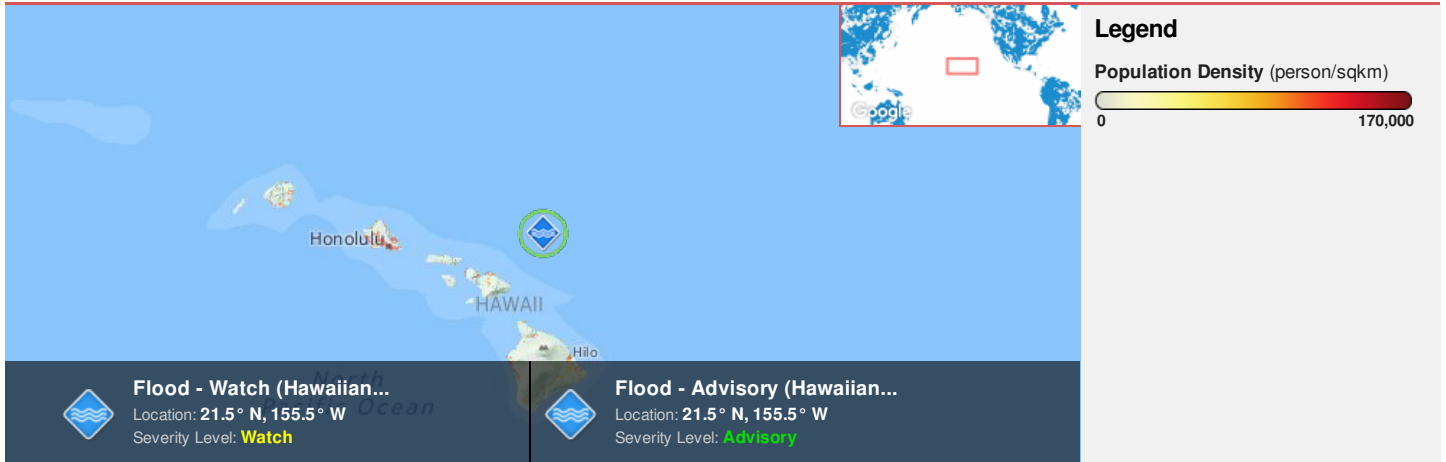 Google
Legend
Population Density (person/sqkm)
0
170,000
Honolulu
HAWAII
Hilo
North
Pacific Ocean
Flood - Watch (Hawaiian...
Location: 21.5° N, 155.5° W
Severity Level: Watch
Flood - Advisory (Hawaiian...
Location: 21.5° N, 155.5° W
Severity Level: Advisory